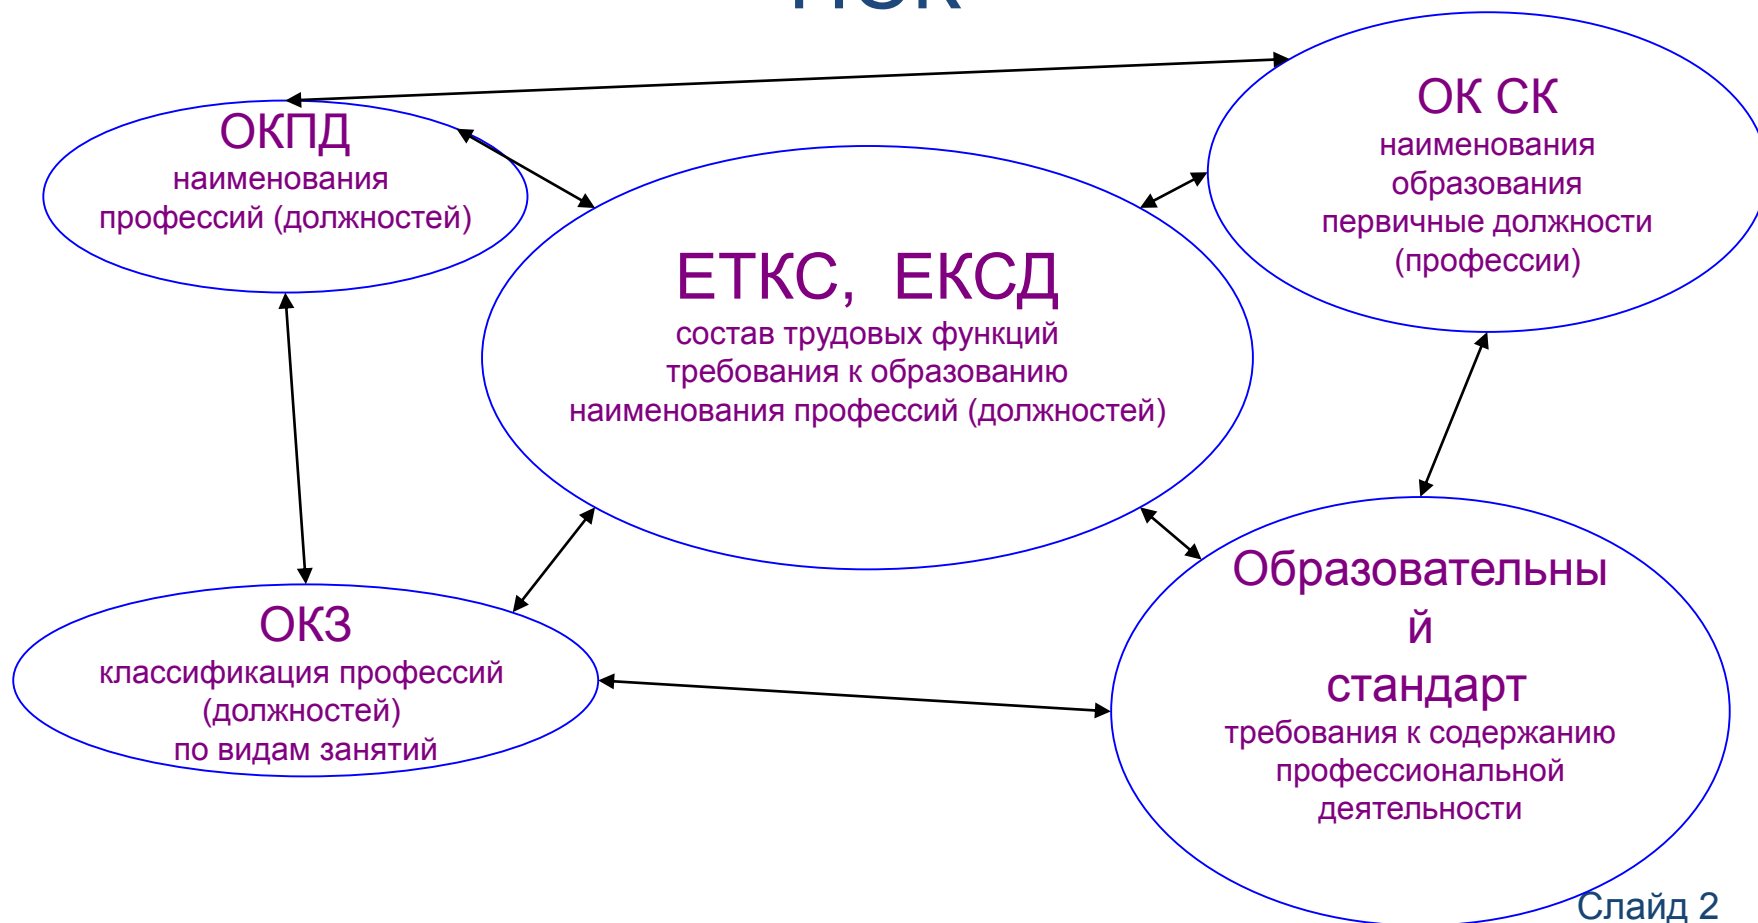 ОКПД
наименования
профессий (должностей)
ОК СК
наименования
образования
первичные должности
(профессии)
ЕТКС, ЕКСД
состав трудовых функций
требования к образованию
наименования профессий (должностей)
ОКЗ
классификация профессий
(должностей)
по видам занятий
Образовательны
й
стандарт
требования к содержанию
профессиональной
деятельности
Слайд 2